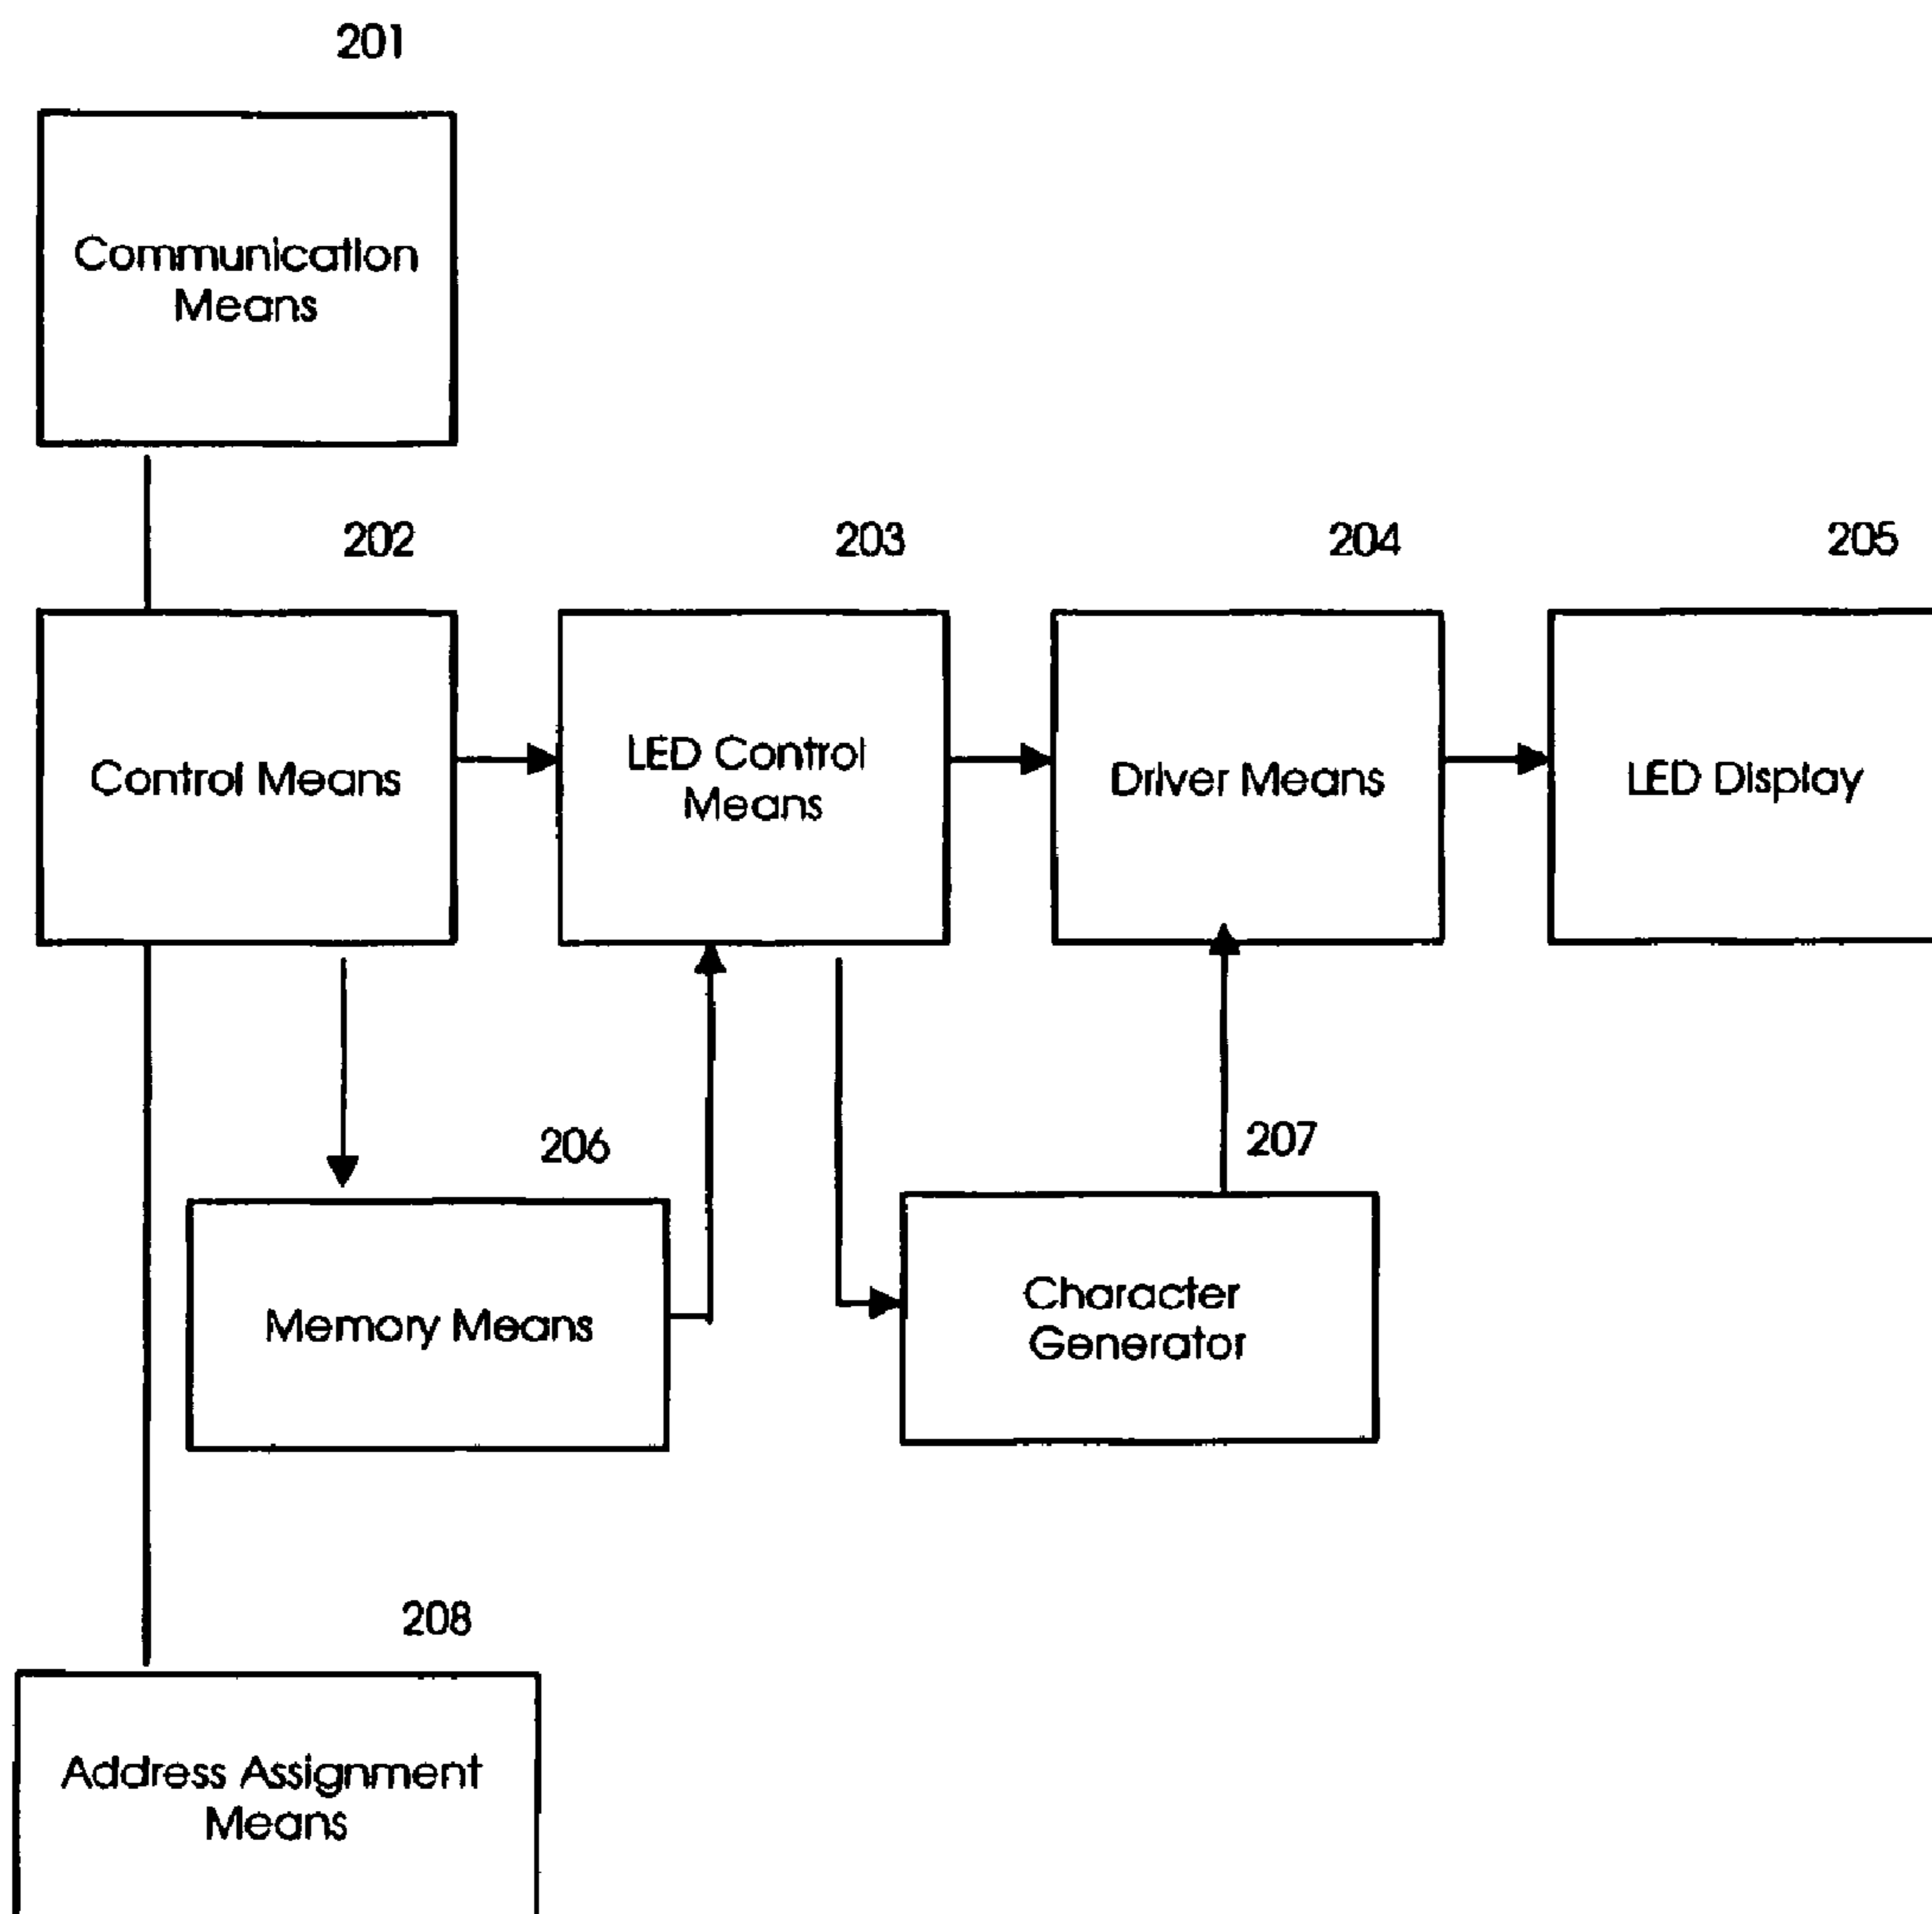 201
Communication
Means
202
203
204
205
Control Means
LED Control
Means
Driver Means
LED Display
206
207
Memory Means
Character
Generator
208
Address Assignment
Means